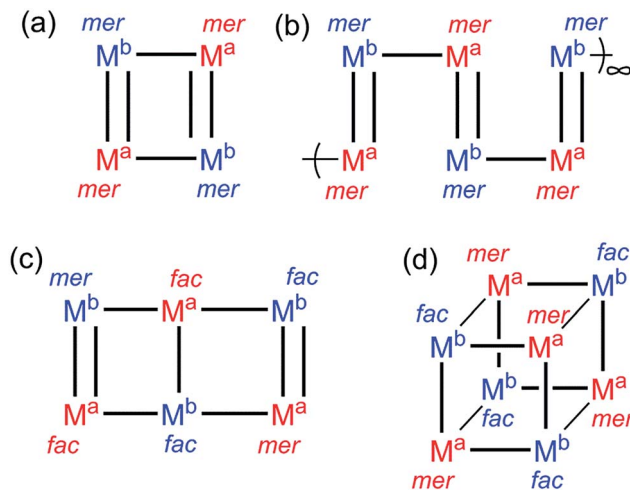 (a)
mer mer
Mᵇ Mᵃ
Mᵃ Mᵇ
mer mer
(b)
mer mer mer
Mᵇ Mᵃ Mᵇ )∞
( Mᵃ Mᵇ Mᵃ
mer mer mer
(c)
mer fac fac
Mᵇ Mᵃ Mᵇ
Mᵃ Mᵇ Mᵃ
fac fac mer
(d)
mer fac
Mᵃ Mᵇ
fac mer
Mᵇ Mᵃ
Mᵇ Mᵃ
fac mer
Mᵃ Mᵇ
mer fac